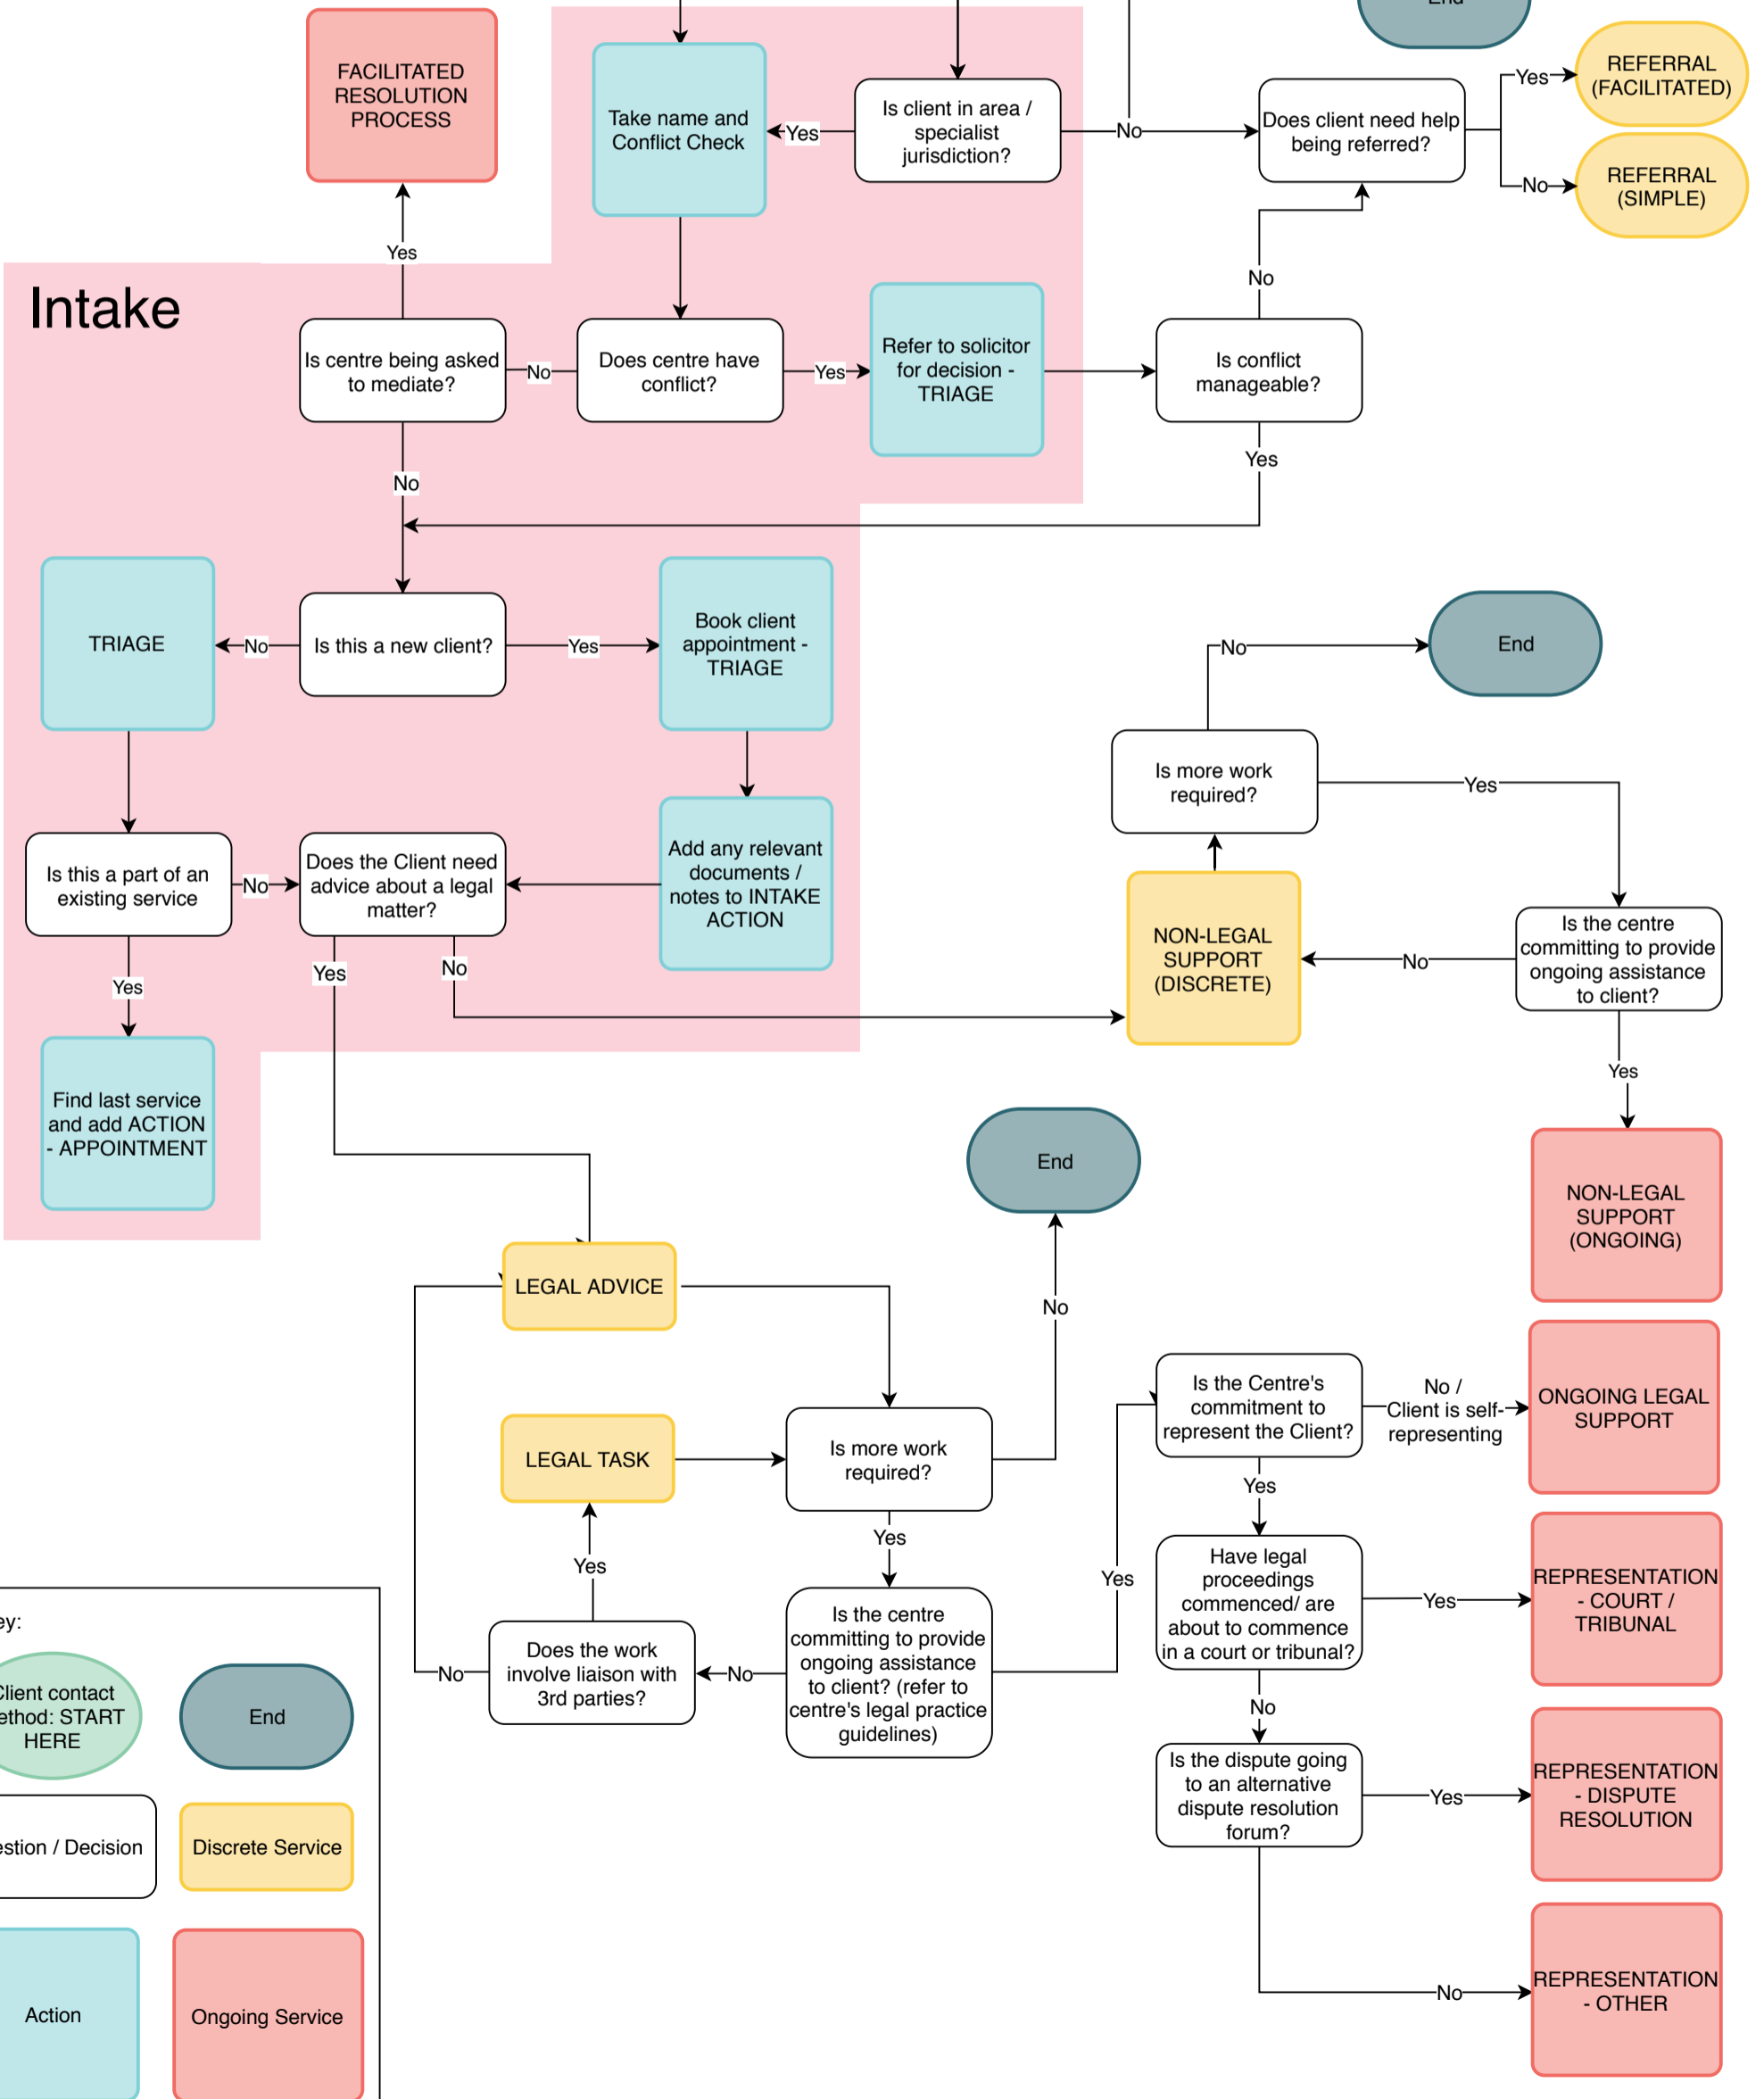 End
FACILITATED
RESOLUTION
PROCESS
Take name and
Conflict Check
Yes
Is client in area /
specialist
jurisdiction?
No
Does client need help
being referred?
Yes
REFERRAL
(FACILITATED)
No
REFERRAL
(SIMPLE)
Yes
No
Intake
Is centre being asked
to mediate?
No
Does centre have
conflict?
Yes
Refer to solicitor
for decision -
TRIAGE
Is conflict
manageable?
No
Yes
TRIAGE
No
Is this a new client?
Yes
Book client
appointment -
TRIAGE
No
End
Is more work
required?
Yes
Is this a part of an
existing service
No
Does the Client need
advice about a legal
matter?
Add any relevant
documents /
notes to INTAKE
ACTION
NON-LEGAL
SUPPORT
(DISCRETE)
No
Is the centre
committing to provide
ongoing assistance
to client?
Yes
Yes
No
Yes
Find last service
and add ACTION
- APPOINTMENT
End
NON-LEGAL
SUPPORT
(ONGOING)
LEGAL ADVICE
No
Is the Centre's
commitment to
represent the Client?
No /
Client is self-
representing
ONGOING LEGAL
SUPPORT
LEGAL TASK
Is more work
required?
Yes
Yes
Yes
Yes
Have legal
proceedings
commenced/ are
about to commence
in a court or tribunal?
Yes
REPRESENTATION
- COURT /
TRIBUNAL
No
Does the work
involve liaison with
3rd parties?
No
Is the centre
committing to provide
ongoing assistance
to client? (refer to
centre's legal practice
guidelines)
No
Is the dispute going
to an alternative
dispute resolution
forum?
Yes
REPRESENTATION
- DISPUTE
RESOLUTION
No
REPRESENTATION
- OTHER
ey:
Client contact
ethod: START
HERE
End
estion / Decision
Discrete Service
Action
Ongoing Service